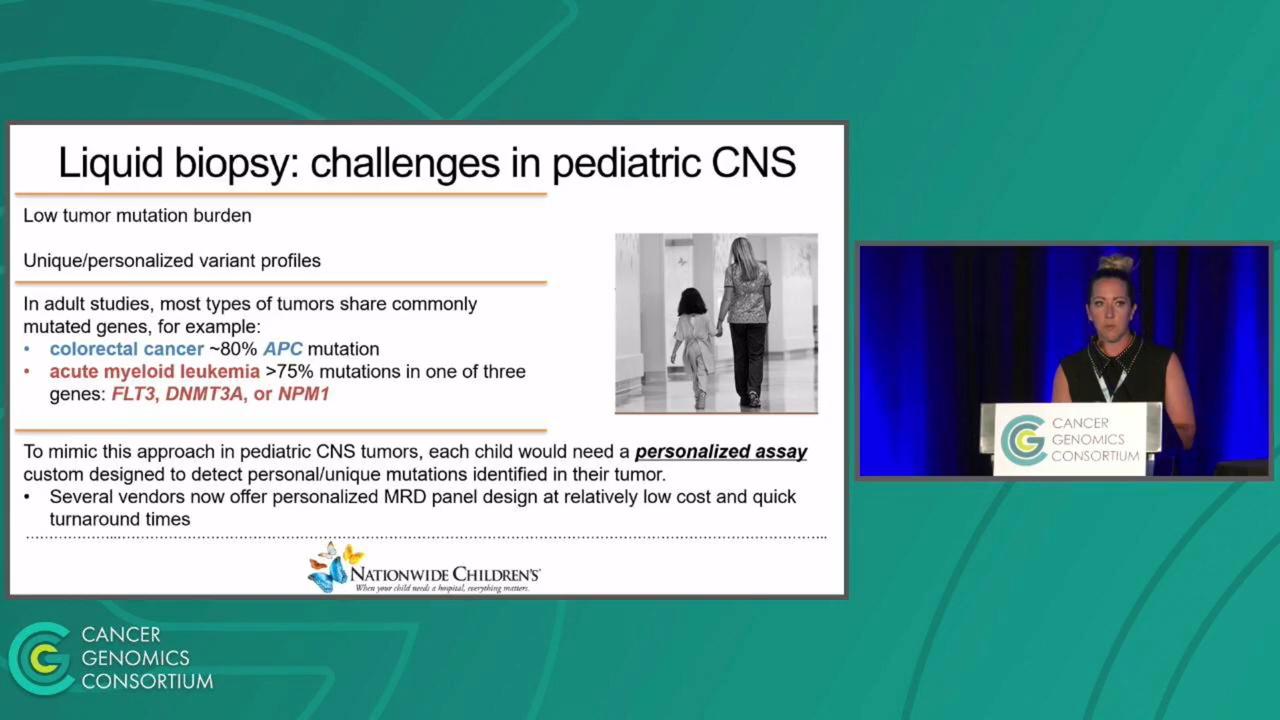 Liquid biopsy: challenges in pediatric CNS
Low tumor mutation burden
Unique/personalized variant profiles
In adult studies, most types of tumors share commonly
mutated genes, for example:
• colorectal cancer ~80% APC mutation
• acute myeloid leukemia >75% mutations in one of three
genes: FLT3, DNMT3A, or NPM1
To mimic this approach in pediatric CNS tumors, each child would need a personalized assay
custom designed to detect personal/unique mutations identified in their tumor.
• Several vendors now offer personalized MRD panel design at relatively low cost and quick
turnaround times
NATIONWIDE CHILDREN'S
When your child needs a hospital, everything matters.
CANCER
GENOMICS
CONSORTIUM
CANCER
GENOMICS
CONSORTIUM